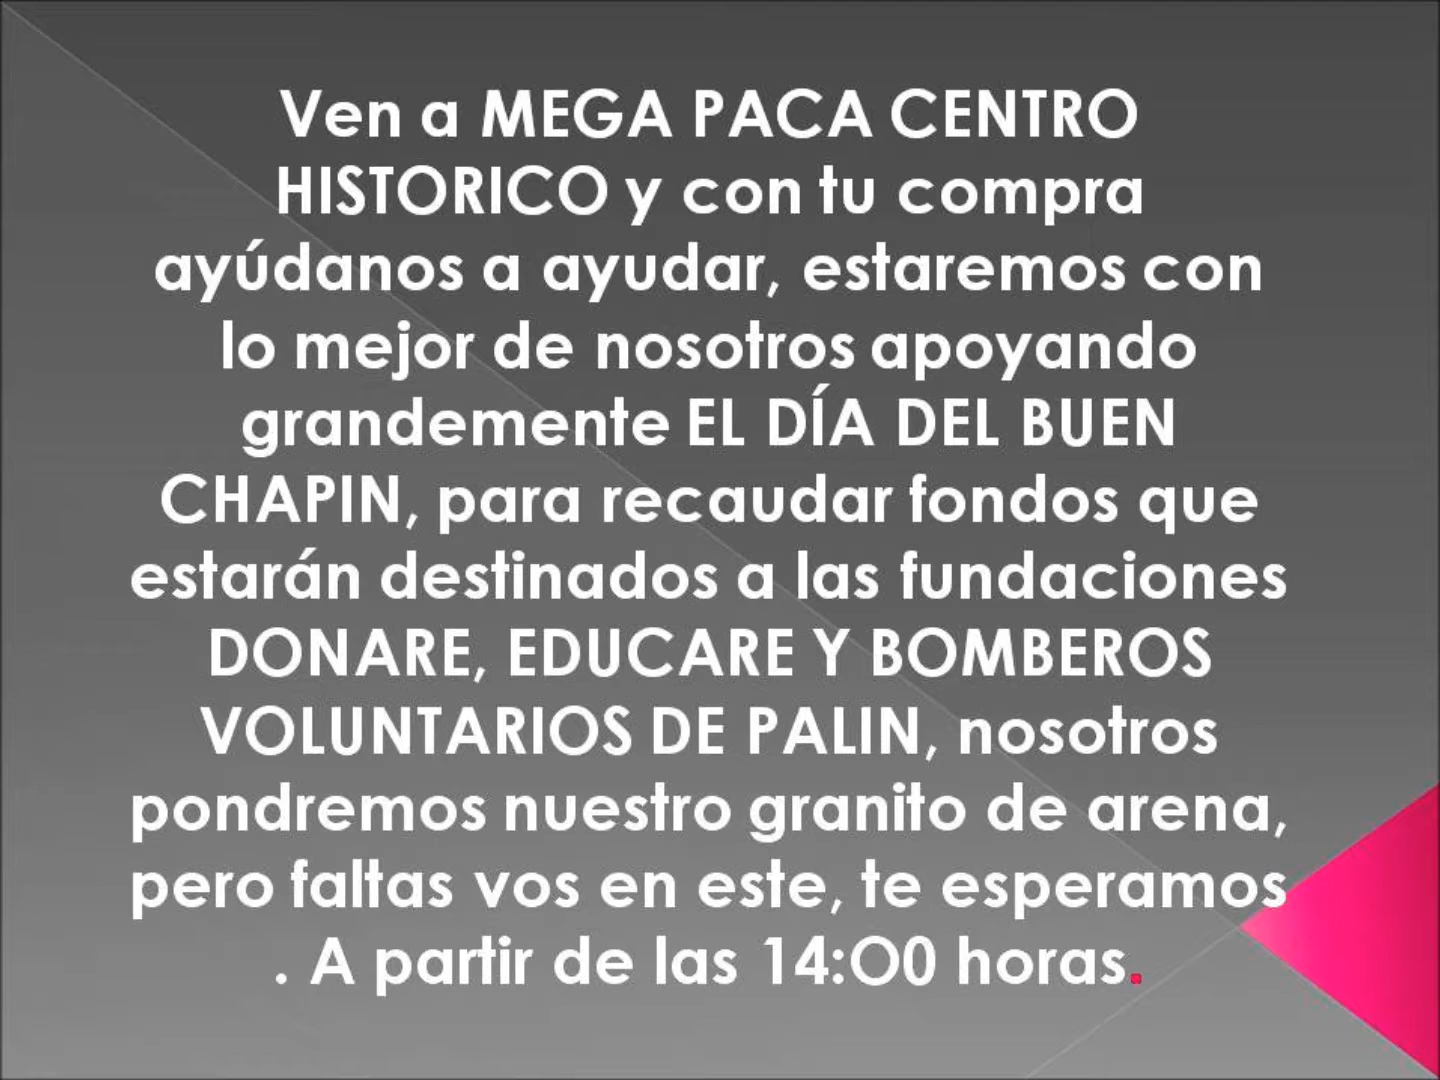 Ven a MEGA PACA CENTRO
HISTORICO y con tu compra
ayúdanos a ayudar, estaremos con
lo mejor de nosotros apoyando
grandemente EL DÍA DEL BUEN
CHAPIN, para recaudar fondos que
estarán destinados a las fundaciones
DONARE, EDUCARE Y BOMBEROS
VOLUNTARIOS DE PALIN, nosotros
pondremos nuestro granito de arena,
pero faltas vos en este, te esperamos
. A partir de las 14:O0 horas.